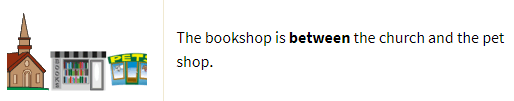 PETS
The bookshop is between the church and the pet
shop.